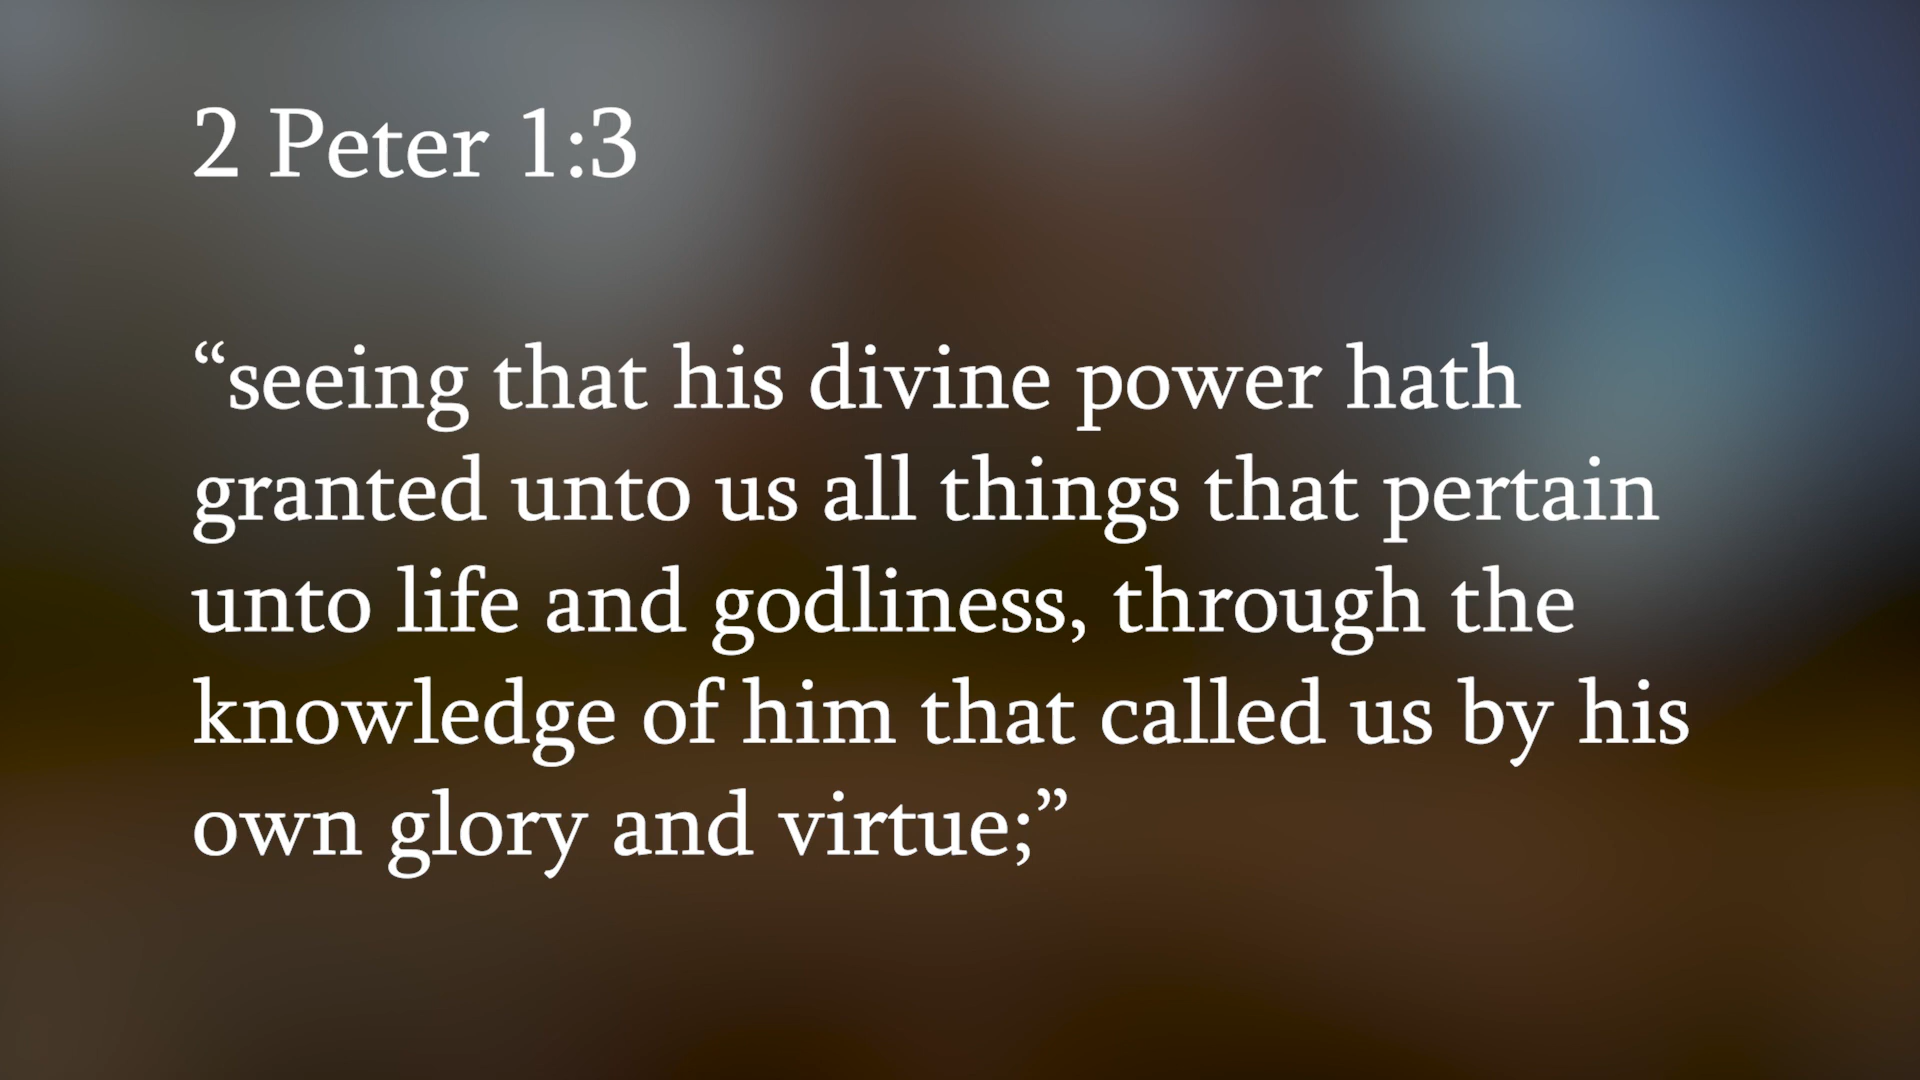 2 Peter 1:3
“seeing that his divine power hath
granted unto us all things that pertain
unto life and godliness, through the
knowledge of him that called us by his
own glory and virtue;”